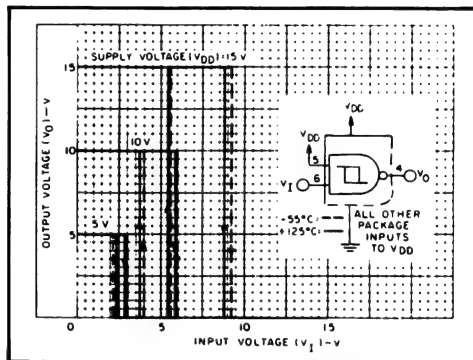 SUPPLY VOLTAGE (VDD)=15 V
15
10V
10
5 V
5
0
5
10
15
OUTPUT VOLTAGE (VO)–V
INPUT VOLTAGE (VI)–V
VDD
VDD
5
VI
6
4
VO
-55°C=
+125°C=
ALL OTHER
PACKAGE
INPUTS
TO VDD